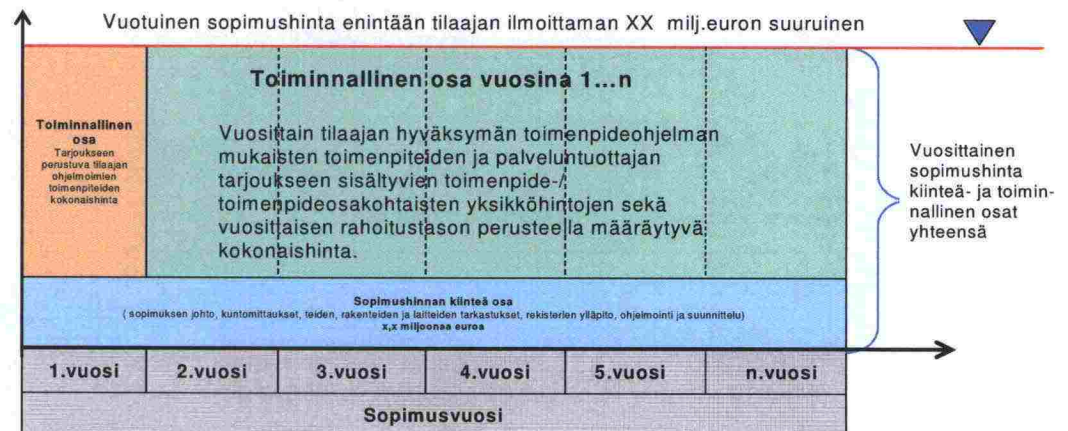 Vuotuinen sopimushinta enintään tilaajan ilmoittaman XX milj.euron suuruinen
Toiminnallinen osa vuosina 1...n
Toiminnallinen
osa
Tarjoukseen
perustuva tilaajan
ohjelmoimien
toimenpiteiden
kokonaishinta
Vuosittain tilaajan hyväksymän toimenpideohjelman
mukaisten toimenpiteiden ja palveluntuottajan
tarjoukseen sisältyvien toimenpide-/
toimenpideosakohtaisten yksikköhintojen sekä
vuosittaisen rahoitustason perusteella määräytyvä
kokonaishinta.
Vuosittainen
sopimushinta
kiinteä- ja toimin-
nallinen osat
yhteensä
Sopimushinnan kiinteä osa
( sopimuksen johto, kuntomittaukset, teiden, rakenteiden ja laitteiden tarkastukset, rekisterien ylläpito, ohjelmointi ja suunnittelu)
x,x miljoonaa euroa
1.vuosi 2.vuosi 3.vuosi 4.vuosi 5.vuosi n.vuosi
Sopimusvuosi